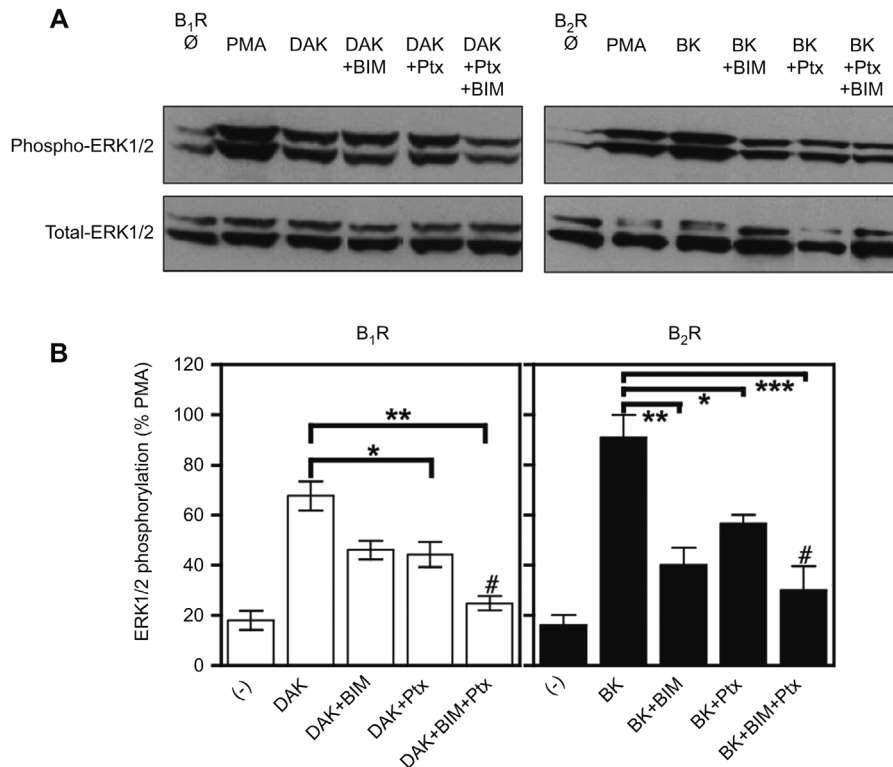 A
B₁R
Ø PMA DAK DAK DAK DAK
+BIM +Ptx +Ptx
+BIM
B₂R
Ø PMA BK BK BK BK
+BIM +Ptx +Ptx
+BIM
Phospho-ERK1/2
Total-ERK1/2
B
B₁R
B₂R
ERK1/2 phosphorylation (% PMA)
120
100
80
60
40
20
0
**
*
#
***
*
**
#
(-) DAK DAK+BIM DAK+Ptx DAK+BIM+Ptx
(-) BK BK+BIM BK+Ptx BK+BIM+Ptx